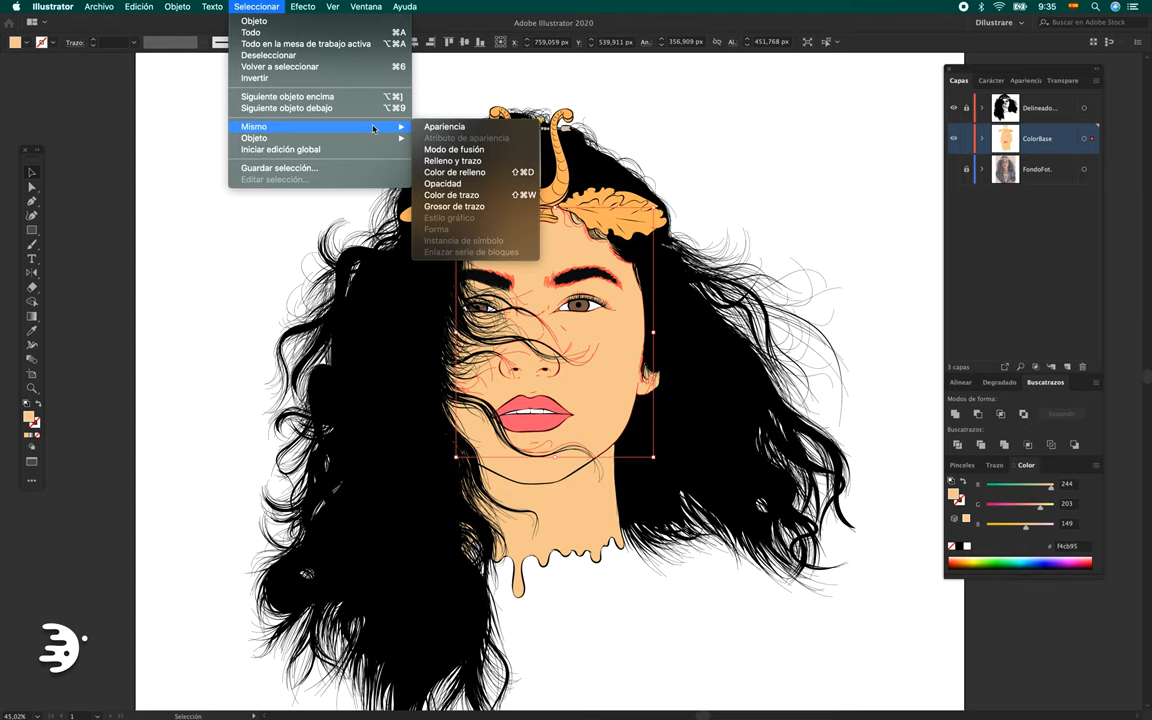 Illustrator Archivo Edición Objeto Texto Seleccionar Efecto Ver Ventana Ayuda 9:35
Adobe Illustrator 2020 Dilustrare Buscar en Adobe Stock
Trazo: X: 759,059 px Y: 539,911 px An.: 356,909 px Al.: 451,768 px
Objeto
Todo ⌘A
Todo en la mesa de trabajo activa ⌥⌘A
Deseleccionar
Volver a seleccionar ⌘6
Invertir
Siguiente objeto encima ⌥⌘]
Siguiente objeto debajo ⌥⌘9
Mismo
Objeto
Iniciar edición global
Guardar selección...
Editar selección...
Apariencia
Atributo de apariencia
Modo de fusión
Relleno y trazo
Color de relleno ⇧⌘D
Opacidad
Color de trazo ⇧⌘W
Grosor de trazo
Estilo gráfico
Forma
Instancia de símbolo
Enlazar serie de bloques
Capas Carácter Apariencia Transpare
Delineado...
ColorBase
FondoFot.
3 capas
Alinear Degradado Buscatrazos
Modos de forma:
Expandir
Buscatrazos:
Pinceles Trazo Color
R 244
G 203
B 149
# f4cb95
45,02% 1 Selección